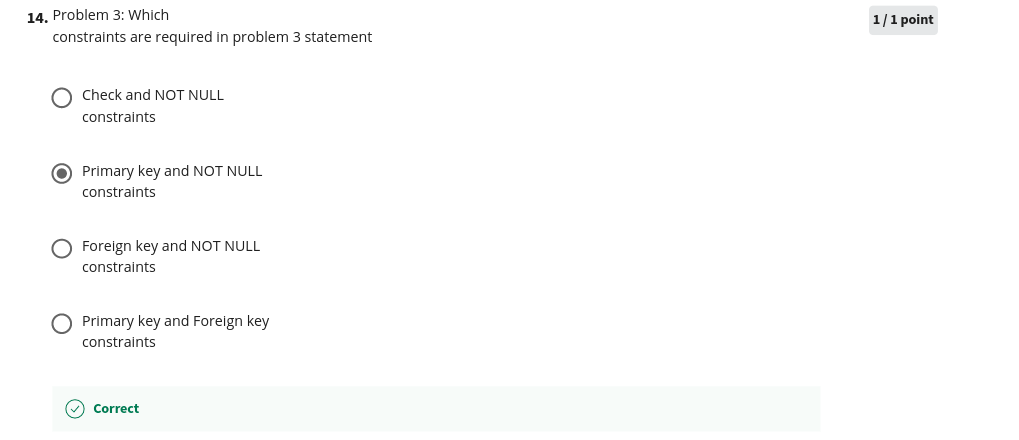 14. Problem 3: Which
constraints are required in problem 3 statement
1 / 1 point
Check and NOT NULL
constraints
Primary key and NOT NULL
constraints
Foreign key and NOT NULL
constraints
Primary key and Foreign key
constraints
Correct